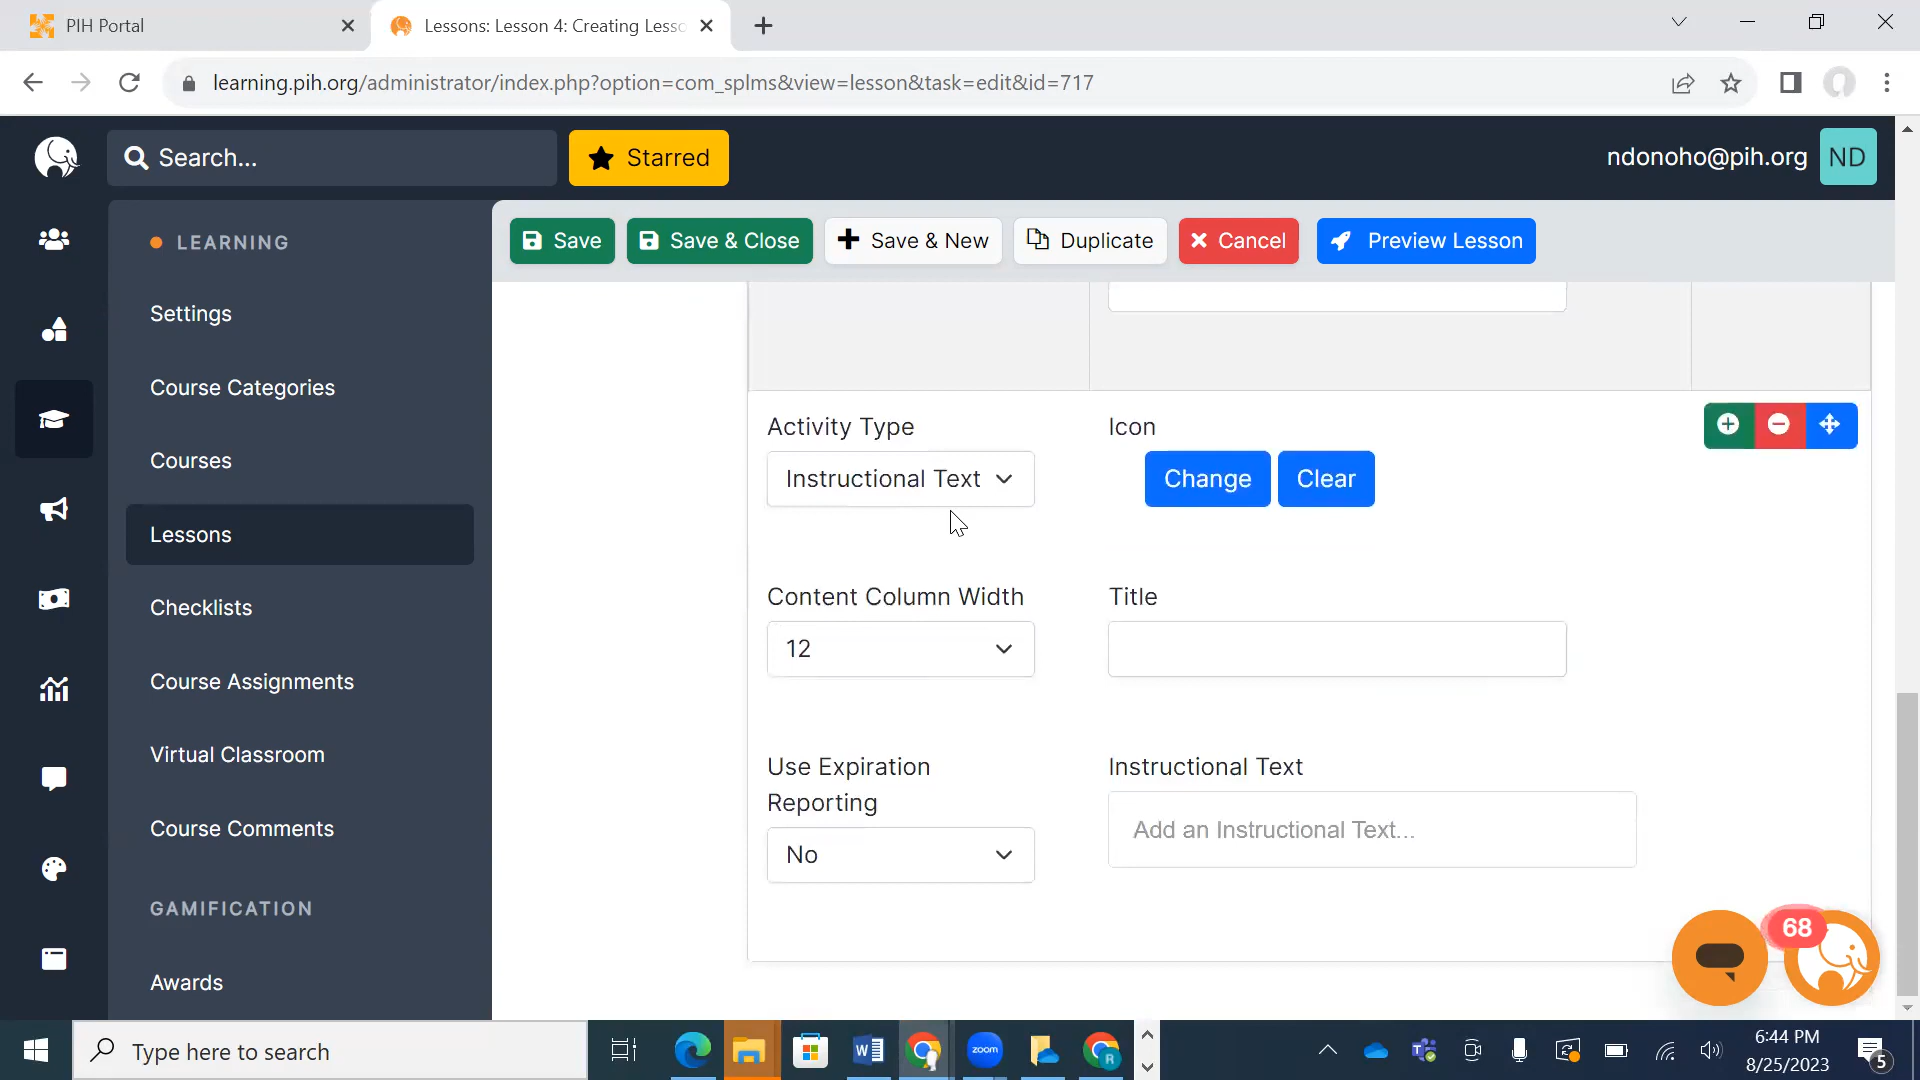 PIH Portal
Lessons: Lesson 4: Creating Lesso
learning.pih.org/administrator/index.php?option=com_splms&view=lesson&task=edit&id=717
Search...
Starred
ndonoho@pih.org
ND
LEARNING
Settings
Course Categories
Courses
Lessons
Checklists
Course Assignments
Virtual Classroom
Course Comments
GAMIFICATION
Awards
Save
Save & Close
Save & New
Duplicate
Cancel
Preview Lesson
Activity Type
Instructional Text
Icon
Change
Clear
Content Column Width
12
Title
Use Expiration
Reporting
No
Instructional Text
Add an Instructional Text...
68
Type here to search
zoom
R
6:44 PM
8/25/2023
5